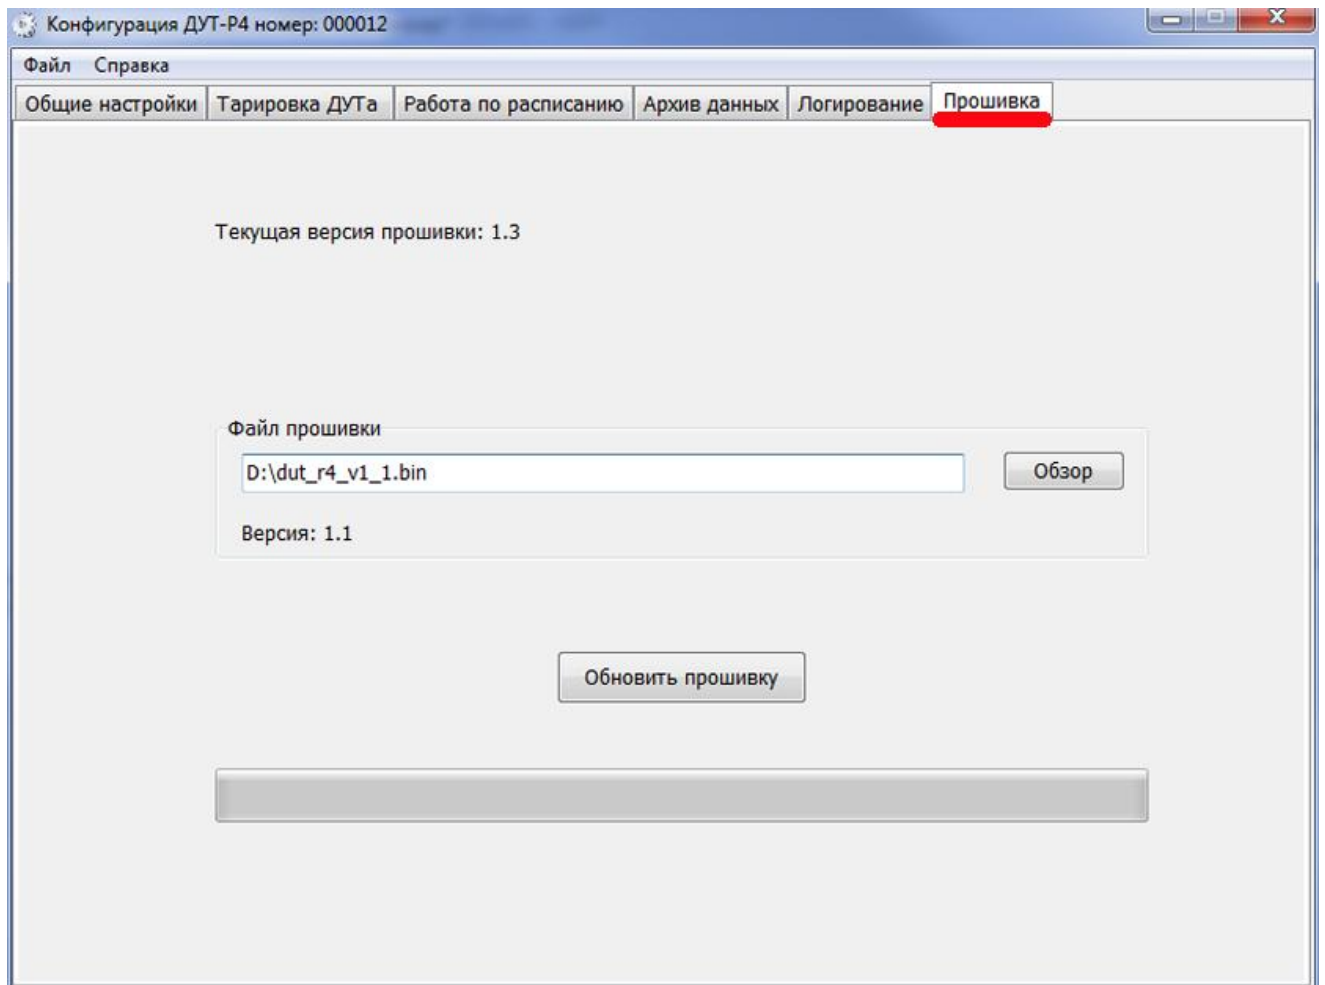 Конфигурация ДУТ-Р4 номер: 000012
Файл Справка
Общие настройки Тарировка ДУТа Работа по расписанию Архив данных Логирование Прошивка
Текущая версия прошивки: 1.3
Файл прошивки
D:\dut_r4_v1_1.bin Обзор
Версия: 1.1
Обновить прошивку